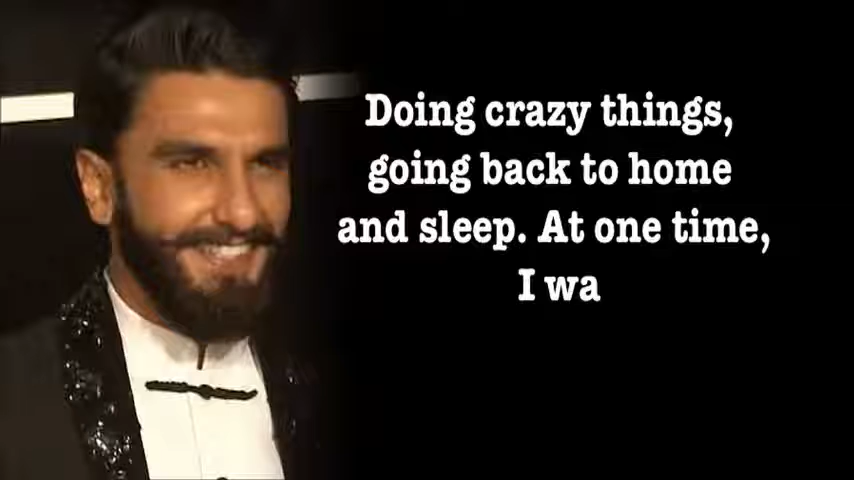 Doing crazy things,
going back to home
and sleep. At one time,
I wa